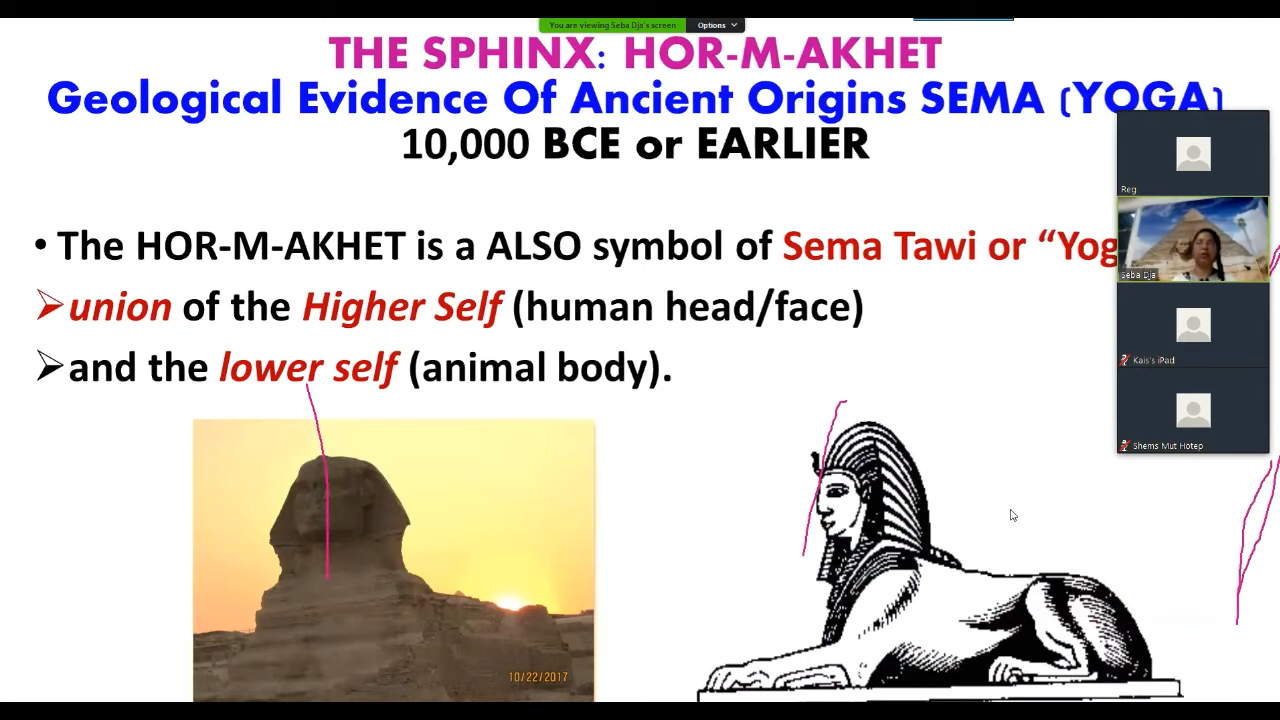 You are viewing Seba Dja's screen Options
THE SPHINX: HOR-M-AKHET
Geological Evidence Of Ancient Origins SEMA (YOGA)
10,000 BCE or EARLIER
Reg
• The HOR-M-AKHET is a ALSO symbol of Sema Tawi or “Yog
Seba Dja
➢union of the Higher Self (human head/face)
Kais's iPad
➢and the lower self (animal body).
Shems Mut Hotep
10/22/2017